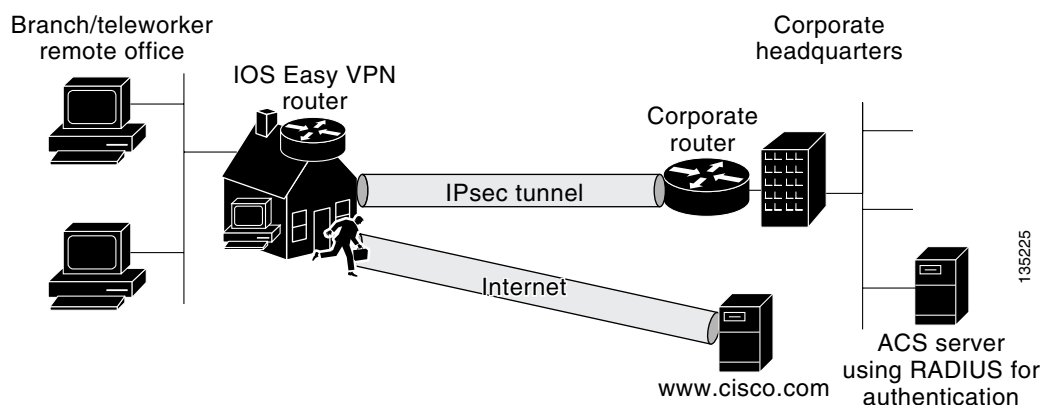 Branch/teleworker
remote office
IOS Easy VPN
router
Corporate
headquarters
Corporate
router
IPsec tunnel
Internet
www.cisco.com
ACS server
using RADIUS for
authentication
135225